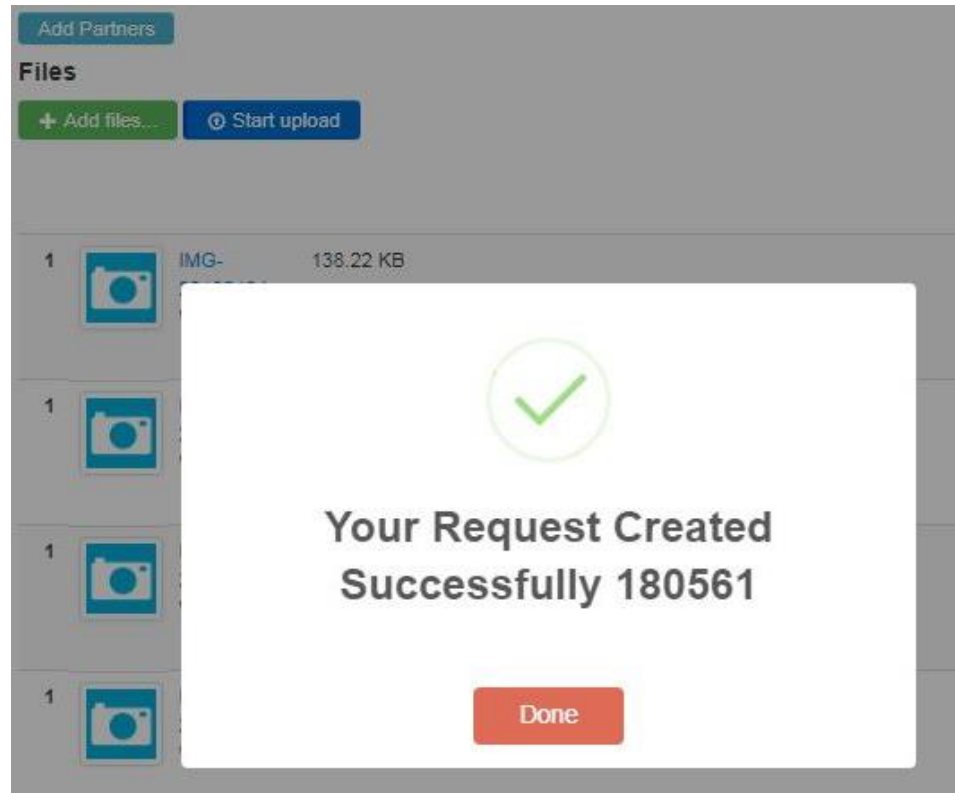 Add Partners
Files
+ Add files...
Start upload
1
IMG-
138.22 KB
1
Your Request Created
Successfully 180561
1
1
Done